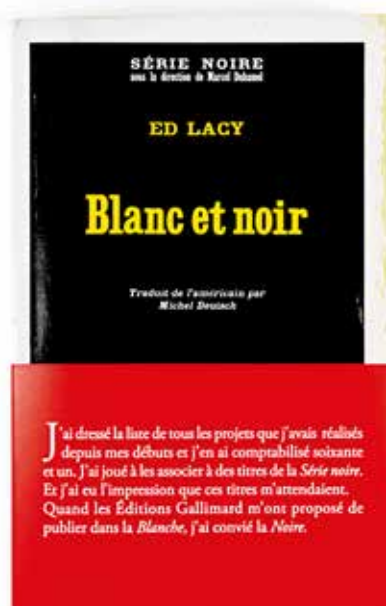 SÉRIE NOIRE
sous la direction de Marcel Duhamel
ED LACY
Blanc et noir
Traduit de l'américain par
Michel Deutsch
J'ai dressé la liste de tous les projets que j'avais réalisés
depuis mes débuts et j'en ai comptabilisé soixante
et un. J'ai joué à les associer à des titres de la Série noire.
Et j'ai eu l'impression que ces titres m'attendaient.
Quand les Éditions Gallimard m'ont proposé de
publier dans la Blanche, j'ai convié la Noire.